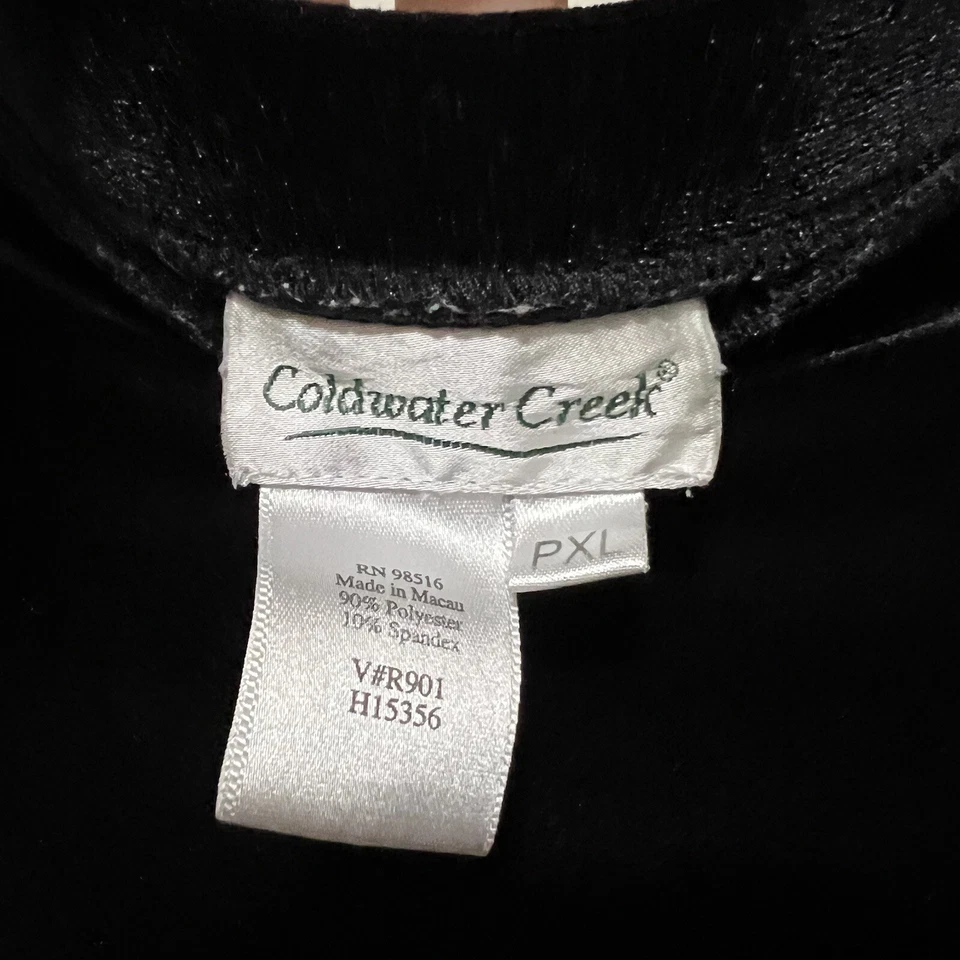 Coldwater Creek®
PXL
RN 98516
Made in Macau
90% Polyester
10% Spandex
V#R901
H15356